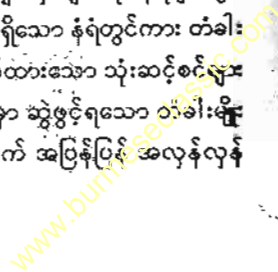 ရှိသော နံရံတွင်ကား တံခါး
ထားသော သုံးဆင့်စင်များ
ဆွဲဖွင့်ရသော တံခါးမျိုး
က် အပြန်ပြန် အလှန်လှန်
www.burmeseclassic.com